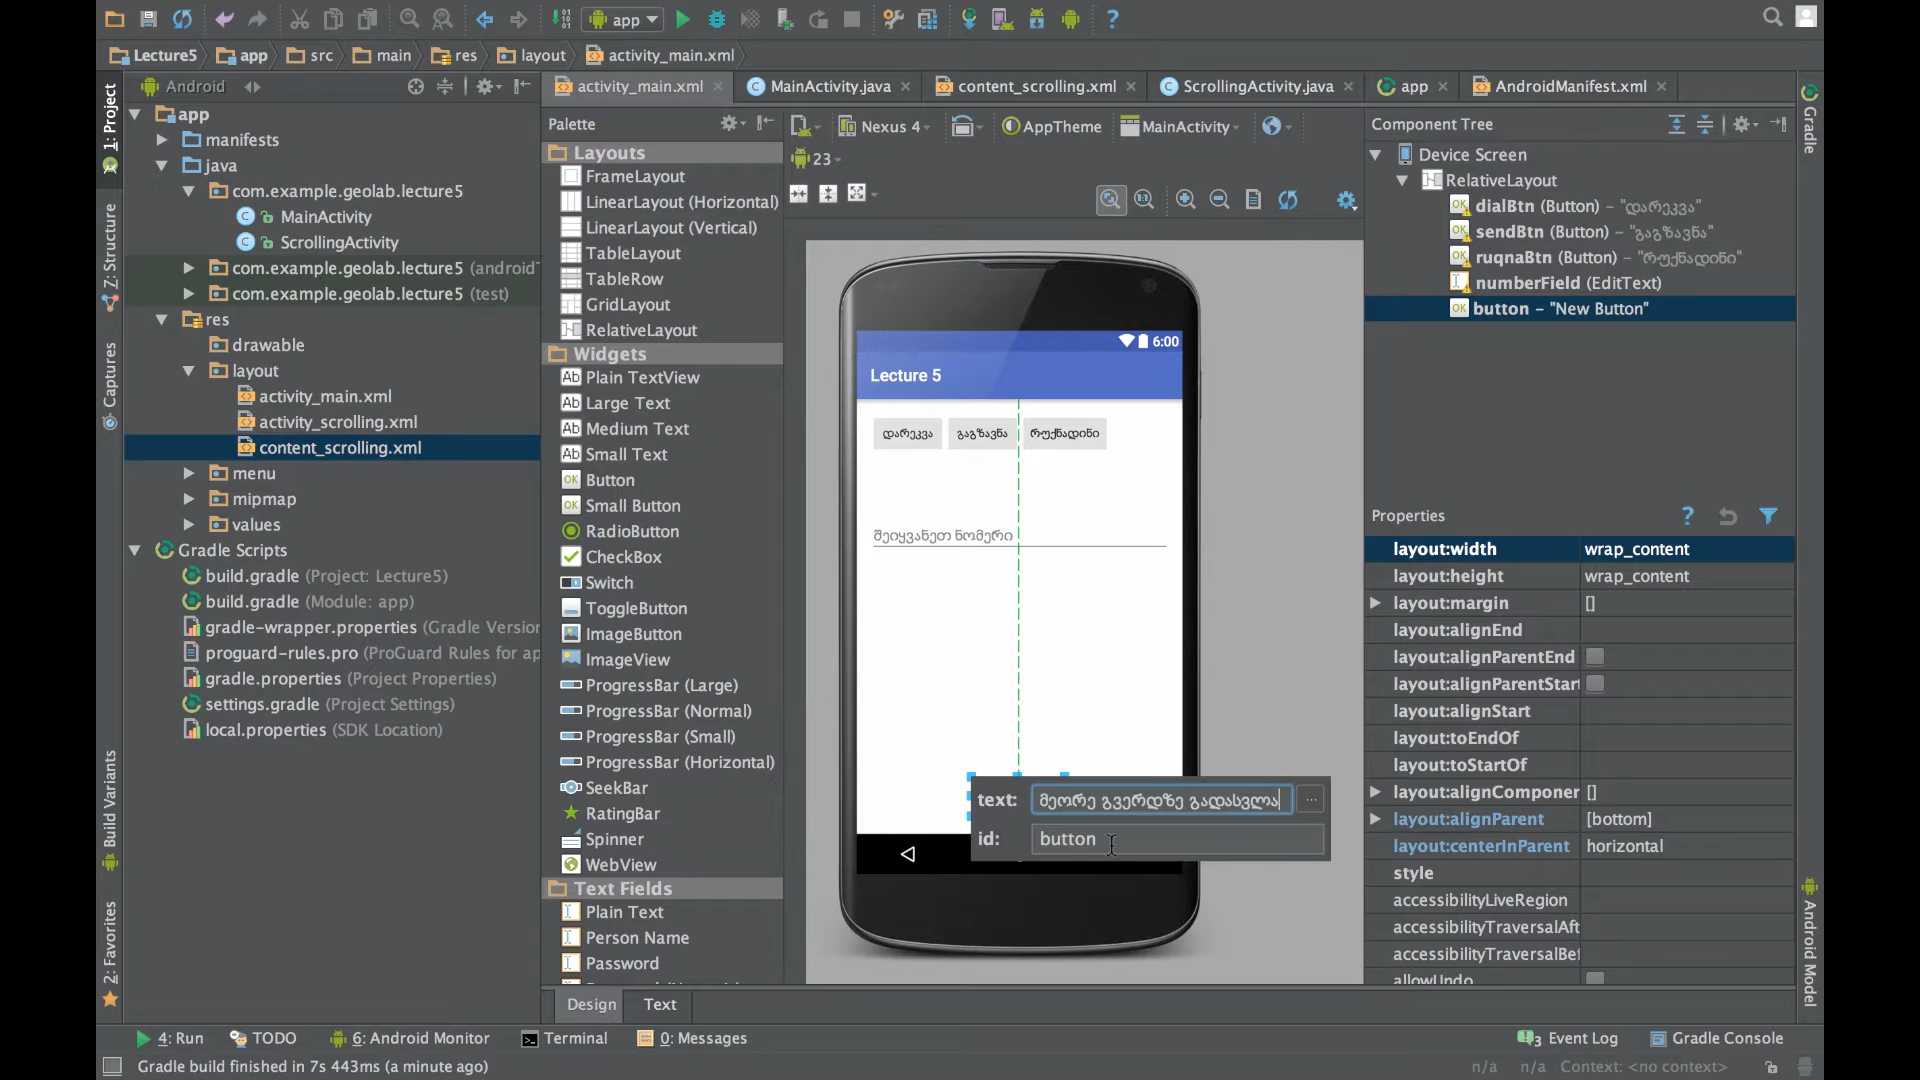 app
Lecture5
app
src
main
res
layout
activity_main.xml
1: Project
Z: Structure
Captures
Build Variants
2: Favorites
Android
app
manifests
java
com.example.geolab.lecture5
MainActivity
ScrollingActivity
com.example.geolab.lecture5 (androidT
com.example.geolab.lecture5 (test)
res
drawable
layout
activity_main.xml
activity_scrolling.xml
content_scrolling.xml
menu
mipmap
values
Gradle Scripts
build.gradle (Project: Lecture5)
build.gradle (Module: app)
gradle-wrapper.properties (Gradle Version
proguard-rules.pro (ProGuard Rules for ap
gradle.properties (Project Properties)
settings.gradle (Project Settings)
local.properties (SDK Location)
activity_main.xml
MainActivity.java
content_scrolling.xml
ScrollingActivity.java
app
AndroidManifest.xml
Palette
Layouts
FrameLayout
LinearLayout (Horizontal)
LinearLayout (Vertical)
TableLayout
TableRow
GridLayout
RelativeLayout
Widgets
Plain TextView
Large Text
Medium Text
Small Text
Button
Small Button
RadioButton
CheckBox
Switch
ToggleButton
ImageButton
ImageView
ProgressBar (Large)
ProgressBar (Normal)
ProgressBar (Small)
ProgressBar (Horizontal)
SeekBar
RatingBar
Spinner
WebView
Text Fields
Plain Text
Person Name
Password
Nexus 4
AppTheme
MainActivity
23
6:00
Lecture 5
დარეკვა
გაგზავნა
რუქნადინი
შეიყვანეთ ნომერი
text: მეორე გვერდზე გადასვლა ...
id: button
Design
Text
Component Tree
Device Screen
RelativeLayout
dialBtn (Button) – "დარეკვა"
sendBtn (Button) – "გაგზავნა"
ruqnaBtn (Button) – "რუქნადინი"
numberField (EditText)
button – "New Button"
Properties
layout:width wrap_content
layout:height wrap_content
layout:margin []
layout:alignEnd
layout:alignParentEnd
layout:alignParentStart
layout:alignStart
layout:toEndOf
layout:toStartOf
layout:alignComponer []
layout:alignParent [bottom]
layout:centerInParent horizontal
style
accessibilityLiveRegion
accessibilityTraversalAft
accessibilityTraversalBef
allowUndo
Gradle
Android Model
4: Run
TODO
6: Android Monitor
Terminal
0: Messages
3 Event Log
Gradle Console
Gradle build finished in 7s 443ms (a minute ago)
n/a
n/a
Context: <no context>